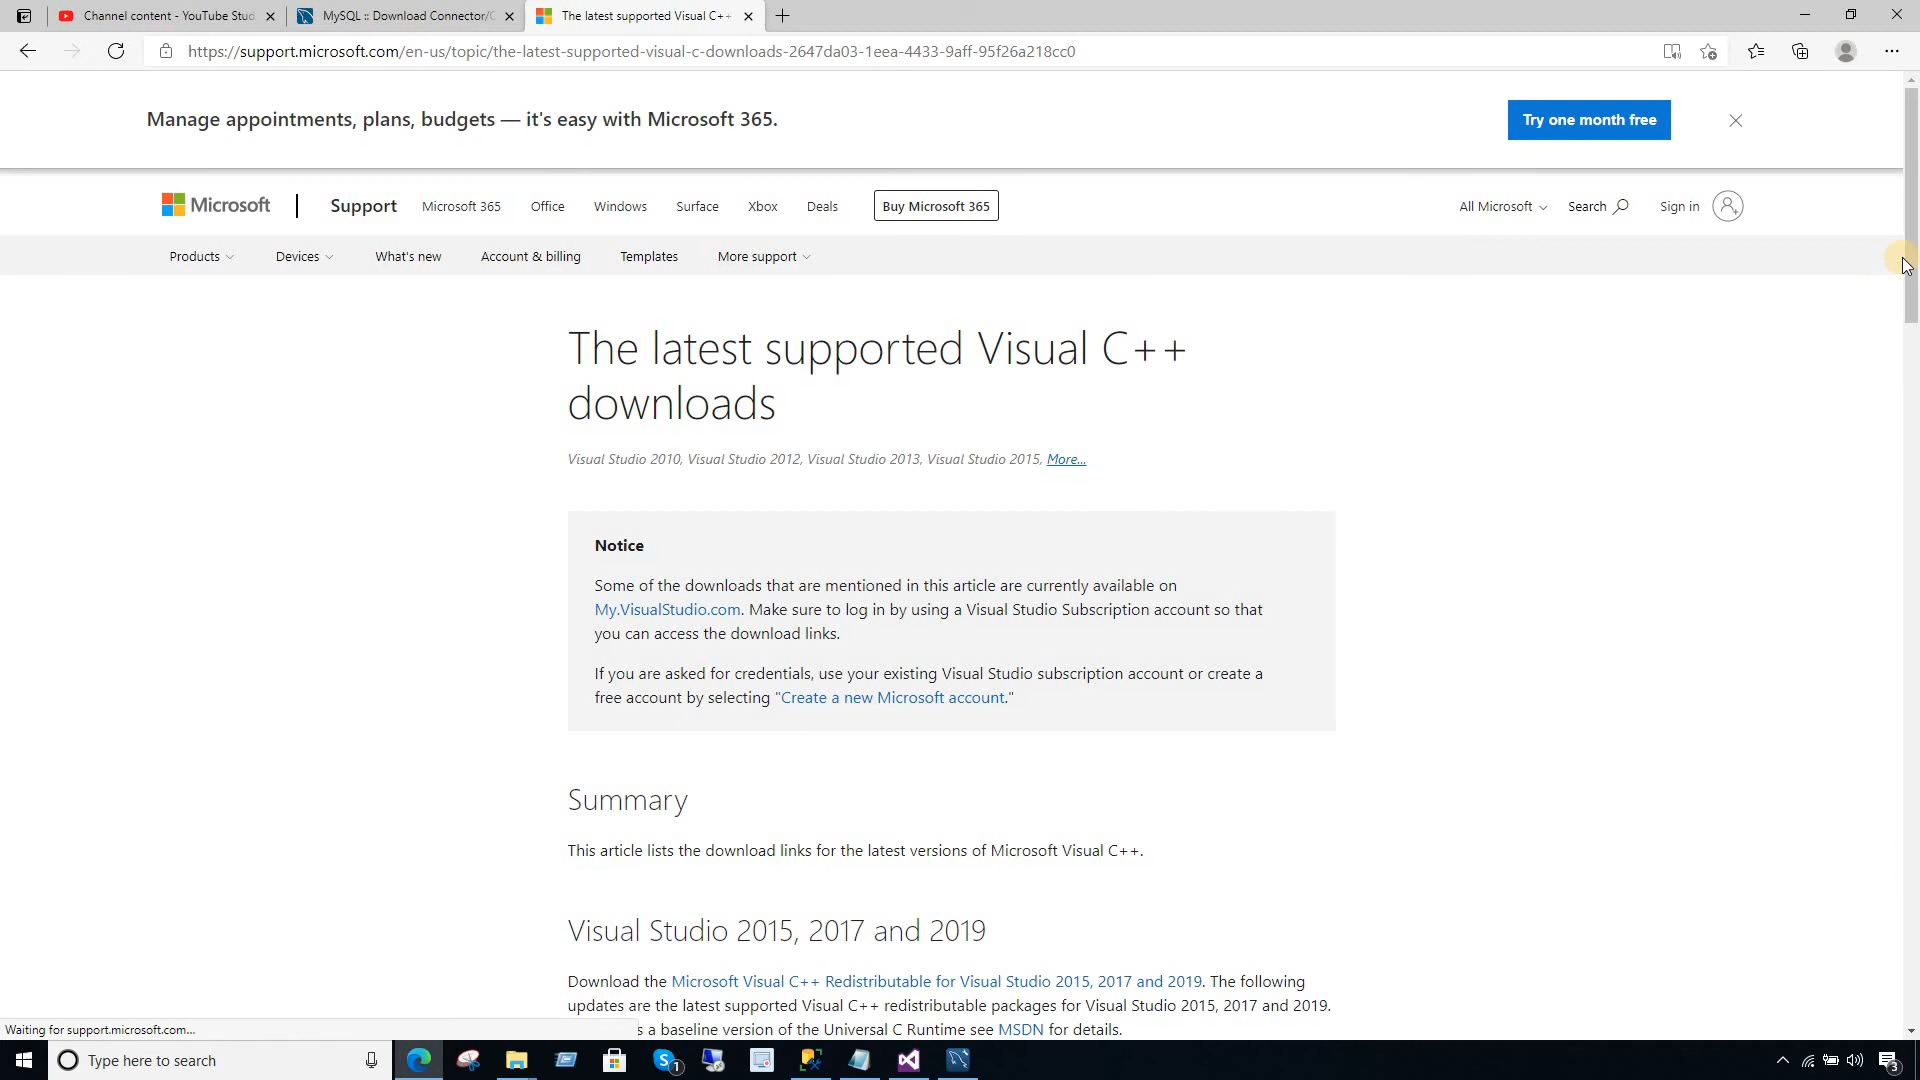 Channel content - YouTube Stud
MySQL :: Download Connector/C
The latest supported Visual C++
https://support.microsoft.com/en-us/topic/the-latest-supported-visual-c-downloads-2647da03-1eea-4433-9aff-95f26a218cc0
Manage appointments, plans, budgets — it's easy with Microsoft 365.
Try one month free
Microsoft
Support
Microsoft 365
Office
Windows
Surface
Xbox
Deals
Buy Microsoft 365
All Microsoft
Search
Sign in
Products
Devices
What's new
Account & billing
Templates
More support
The latest supported Visual C++
downloads
Visual Studio 2010, Visual Studio 2012, Visual Studio 2013, Visual Studio 2015, More...
Notice
Some of the downloads that are mentioned in this article are currently available on
My.VisualStudio.com. Make sure to log in by using a Visual Studio Subscription account so that
you can access the download links.
If you are asked for credentials, use your existing Visual Studio subscription account or create a
free account by selecting "Create a new Microsoft account."
Summary
This article lists the download links for the latest versions of Microsoft Visual C++.
Visual Studio 2015, 2017 and 2019
Download the Microsoft Visual C++ Redistributable for Visual Studio 2015, 2017 and 2019. The following
updates are the latest supported Visual C++ redistributable packages for Visual Studio 2015, 2017 and 2019.
s a baseline version of the Universal C Runtime see MSDN for details.
Waiting for support.microsoft.com...
Type here to search
1
3